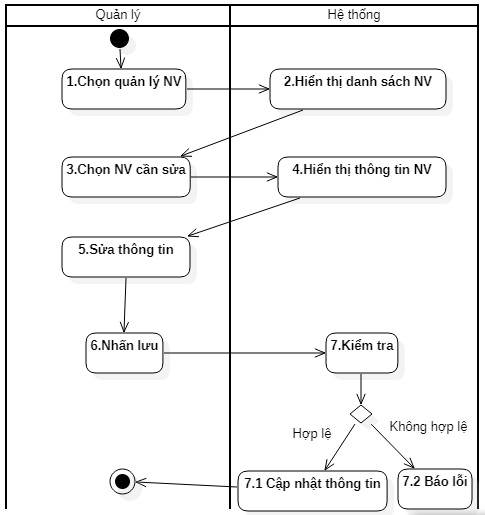 Quản lý
Hệ thống
1.Chọn quản lý NV
2.Hiển thị danh sách NV
3.Chọn NV cần sửa
4.Hiển thị thông tin NV
5.Sửa thông tin
6.Nhấn lưu
7.Kiểm tra
Hợp lệ
Không hợp lệ
7.1 Cập nhật thông tin
7.2 Báo lỗi